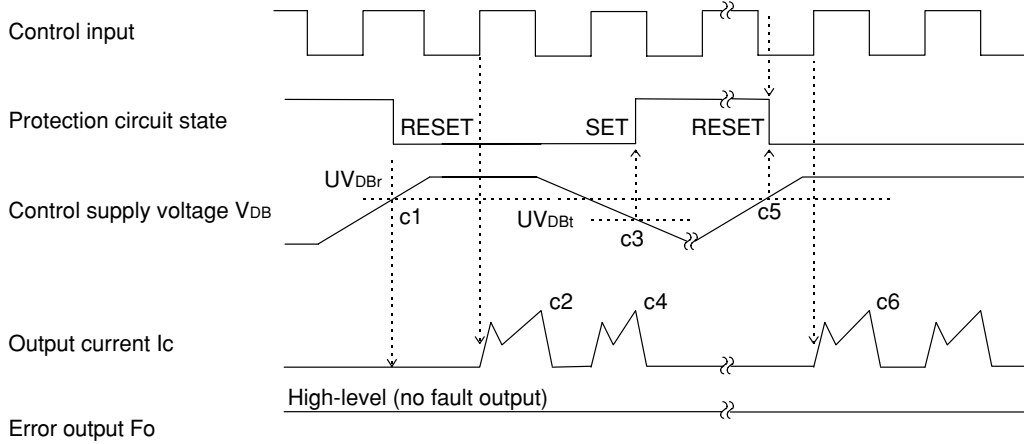 Control input
Protection circuit state
RESET
SET
RESET
UVDBr
Control supply voltage VDB
c1
UVDBt
c3
c5
c2
c4
c6
Output current Ic
High-level (no fault output)
Error output Fo